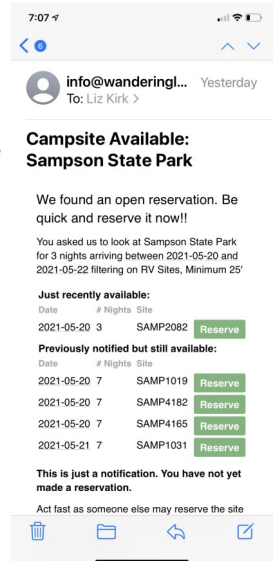 7:07
6
info@wanderingl... Yesterday
To: Liz Kirk >
Campsite Available:
Sampson State Park
We found an open reservation. Be
quick and reserve it now!!
You asked us to look at Sampson State Park
for 3 nights arriving between 2021-05-20 and
2021-05-22 filtering on RV Sites, Minimum 25'
Just recently available:
Date # Nights Site
2021-05-20 3 SAMP2082 Reserve
Previously notified but still available:
Date # Nights Site
2021-05-20 7 SAMP1019 Reserve
2021-05-20 7 SAMP4182 Reserve
2021-05-20 7 SAMP4165 Reserve
2021-05-21 7 SAMP1031 Reserve
This is just a notification. You have not yet
made a reservation.
Act fast as someone else may reserve the site